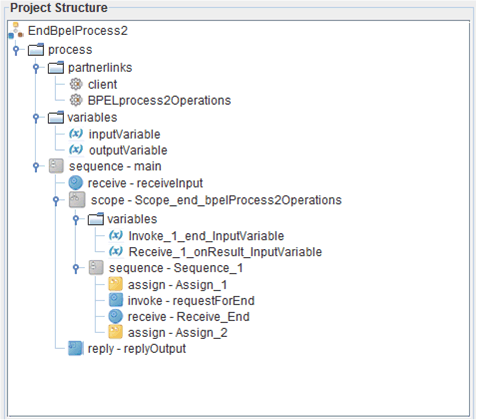 Project Structure
EndBpelProcess2
process
partnerlinks
client
BPELprocess2Operations
variables
(x) inputVariable
(x) outputVariable
sequence - main
receive - receiveInput
scope - Scope_end_bpelProcess2Operations
variables
(x) Invoke_1_end_InputVariable
(x) Receive_1_onResult_InputVariable
sequence - Sequence_1
assign - Assign_1
invoke - requestForEnd
receive - Receive_End
assign - Assign_2
reply - replyOutput